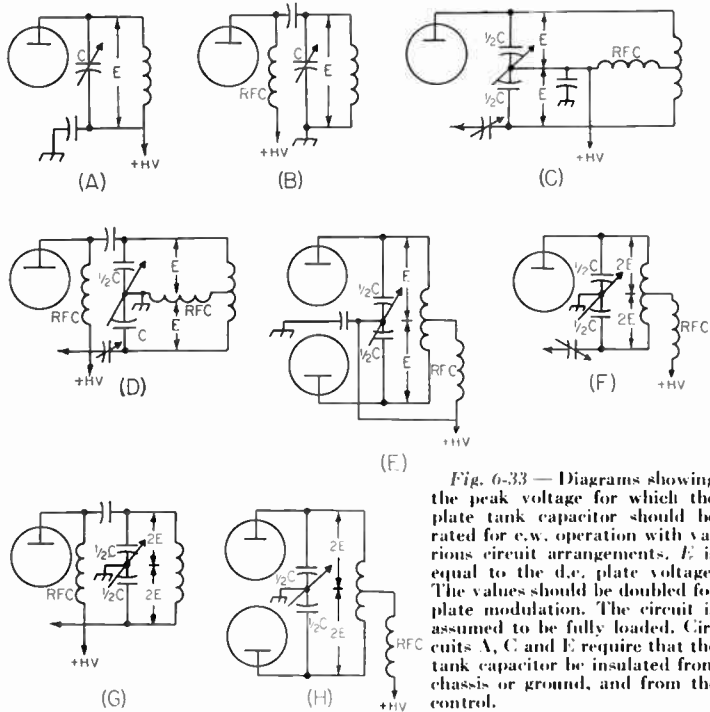 C
E
+HV
(A)
RFC
C
E
+HV
(B)
½C
½C
E
E
RFC
+HV
(C)
RFC
+HV
½C
C
E
E
RFC
(D)
½C
½C
E
E
RFC
+HV
(E)
½C
½C
2E
2E
RFC
+HV
(F)
RFC
+HV
½C
½C
2E
2E
(G)
½C
½C
2E
2E
RFC
+HV
(H)
Fig. 6-33 — Diagrams showing
the peak voltage for which the
plate tank capacitor should be
rated for c.w. operation with va
rious circuit arrangements. E i
equal to the d.c. plate voltage
The values should be doubled fo
plate modulation. The circuit i
assumed to be fully loaded. Cir
cuits A, C and E require that the
tank capacitor be insulated from
chassis or ground, and from the
control.